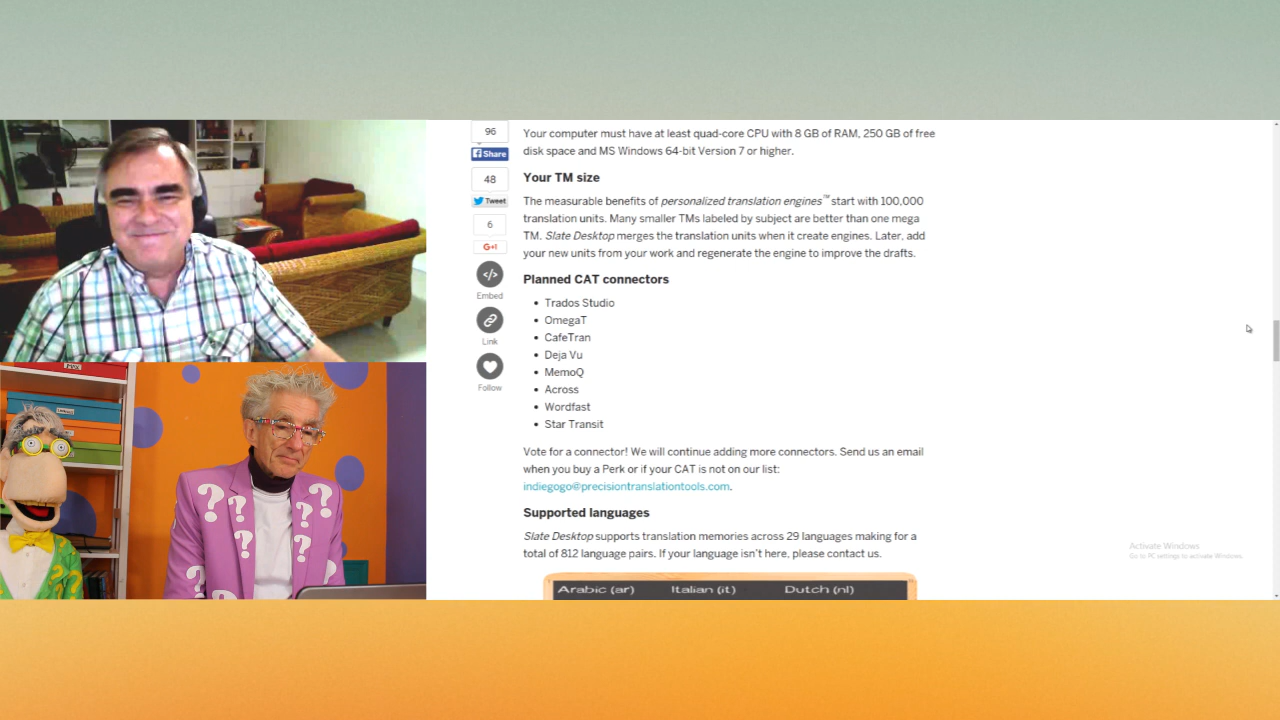 96
Share
48
Tweet
6
G+1
Embed
Link
Follow
Your computer must have at least quad-core CPU with 8 GB of RAM, 250 GB of free
disk space and MS Windows 64-bit Version 7 or higher.
Your TM size
The measurable benefits of personalized translation engines™ start with 100,000
translation units. Many smaller TMs labeled by subject are better than one mega
TM. Slate Desktop merges the translation units when it create engines. Later, add
your new units from your work and regenerate the engine to improve the drafts.
Planned CAT connectors
• Trados Studio
• OmegaT
• CafeTran
• Deja Vu
• MemoQ
• Across
• Wordfast
• Star Transit
Vote for a connector! We will continue adding more connectors. Send us an email
when you buy a Perk or if your CAT is not on our list:
indiegogo@precisiontranslationtools.com.
Supported languages
Slate Desktop supports translation memories across 29 languages making for a
total of 812 language pairs. If your language isn't here, please contact us.
Arabic (ar) Italian (it) Dutch (nl)
Activate Windows
Go to PC settings to activate Windows.